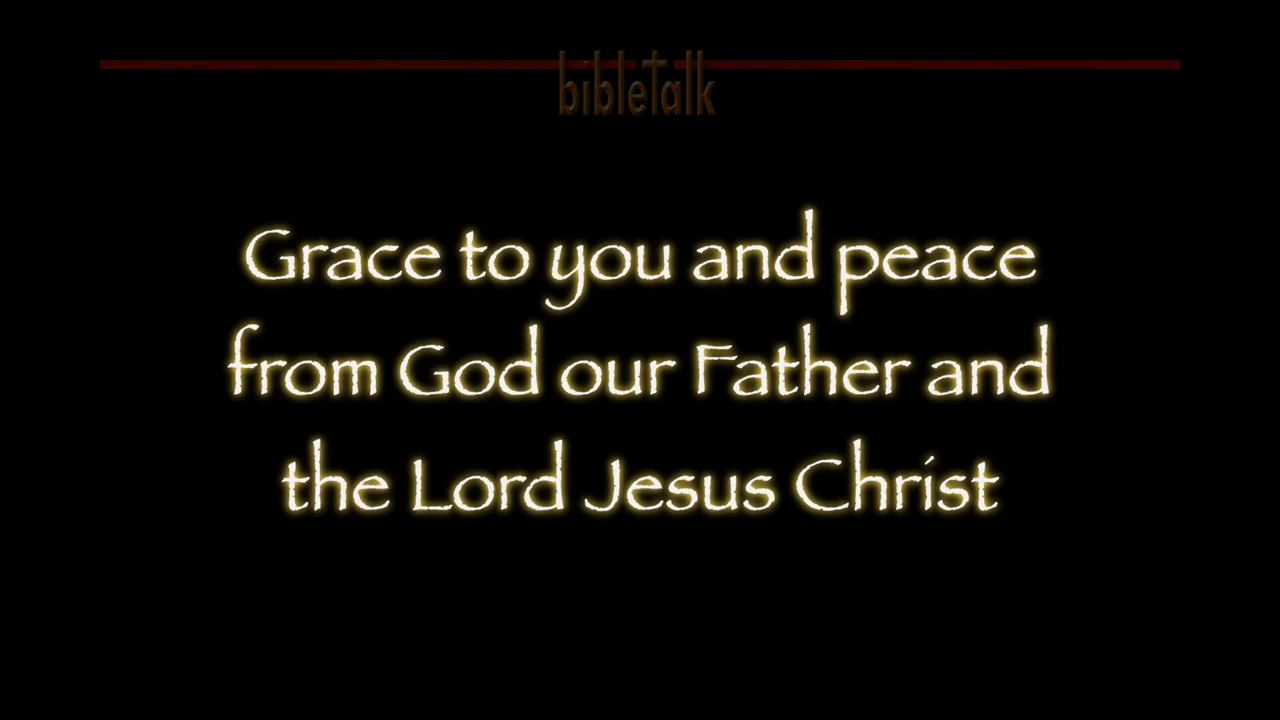 bibleTalk
Grace to you and peace
from God our Father and
the Lord Jesus Christ